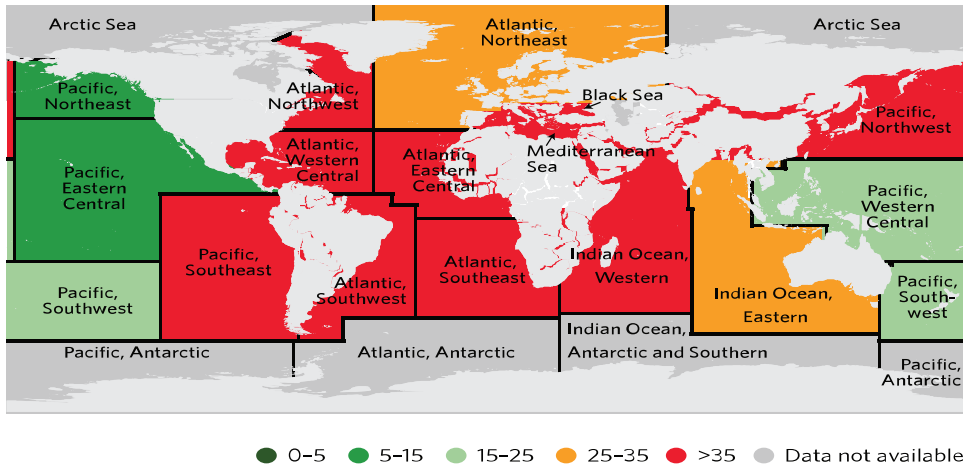 Arctic Sea
Atlantic,
Northeast
Arctic Sea
Pacific,
Northeast
Atlantic,
Northwest
Black Sea
Pacific,
Northwest
Atlantic,
Western
Central
Atlantic,
Eastern
Central
Mediterranean
Sea
Pacific,
Eastern
Central
Pacific,
Western
Central
Pacific,
Southeast
Atlantic,
Southwest
Atlantic,
Southeast
Indian Ocean,
Western
Pacific,
Southwest
Indian Ocean,
Eastern
Pacific,
South-
west
Pacific, Antarctic
Atlantic, Antarctic
Indian Ocean,
Antarctic and Southern
Pacific,
Antarctic
0–5 5–15 15–25 25–35 >35 Data not available